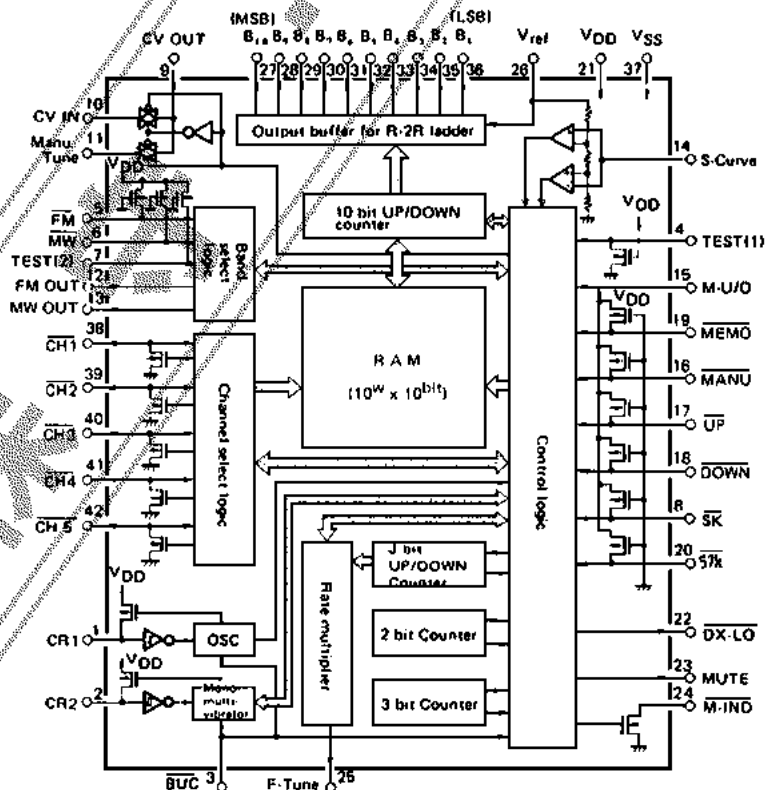 (MSB) (LSB)
CV OUT B₁₀ B₉ B₈ B₇ B₆ B₅ B₄ B₃ B₂ B₁ Vref VDD VSS
9 27 28 29 30 31 32 33 34 35 36 26 21 37
CV IN 10
Manu. Tune 11
Output buffer for R-2R ladder
14 S-Curve
VDD
10 bit UP/DOWN counter
VDD
FM 5
MW 6
TEST(2) 7
FM OUT 12
MW OUT 13
Band select logic
4 TEST(1)
15 M-U/D
VDD
19 MEMO
16 MANU
17 UP
18 DOWN
8 SK
20
CH1 38
CH2 39
CH3 40
CH4 41
CH5 42
Channel select logic
RAM
(10ᵂ x 10ᵇⁱᵗ)
Control logic
bit UP/DOWN Counter
Rate multiplier
2 bit Counter
3 bit Counter
VDD
CR1 1
OSC
VDD
CR2 2
Mono-multi-vibrator
22 DX-LO
23 MUTE
24 M-IND
3 F-Tune 25